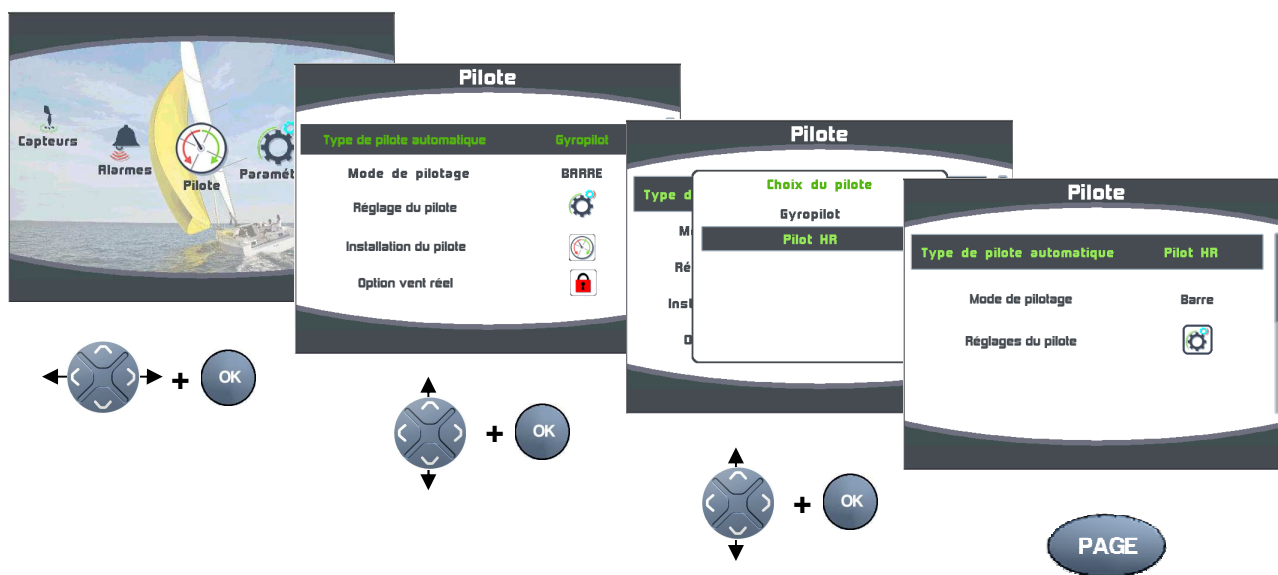 Capteurs
Alarmes
Pilote
Paramét
OK
Pilote
Type de pilote automatique Gyropilot
Mode de pilotage BARRE
Réglage du pilote
Installation du pilote
Option vent réel
+ OK
Pilote
Type d
M
Ré
Inst
O
Choix du pilote
Gyropilot
Pilot HR
+ OK
Pilote
Type de pilote automatique Pilot HR
Mode de pilotage Barre
Réglages du pilote
+
PAGE